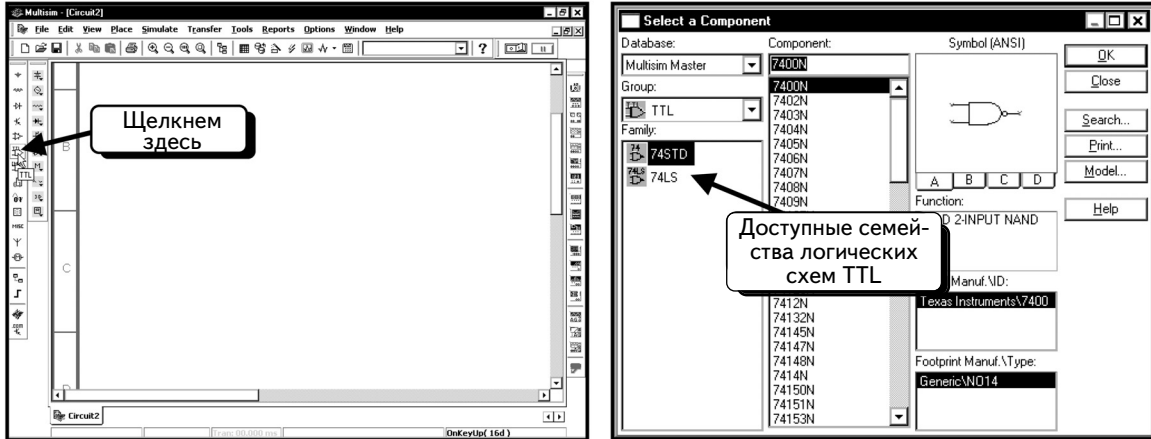 Multisim - [Circuit2]
File Edit View Place Simulate Transfer Tools Reports Options Window Help
Щелкнем
здесь
TTL
MISC
B
C
D
Circuit2
Tran: 00.000 ms
OnKeyUp( 16d )
Select a Component
Database:
Multisim Master
Group:
TTL
Family:
74STD
74LS
Component:
7400N
7400N
7402N
7403N
7404N
7405N
7406N
7407N
7408N
7409N
7412N
74132N
74145N
74147N
74148N
7414N
74150N
74151N
74153N
Доступные семей-
ства логических
схем TTL
Symbol (ANSI)
A B C D
Function:
D 2-INPUT NAND
Manuf.\ID:
Texas Instruments\7400
Footprint Manuf.\Type:
Generic\NO14
OK
Close
Search...
Print...
Model...
Help